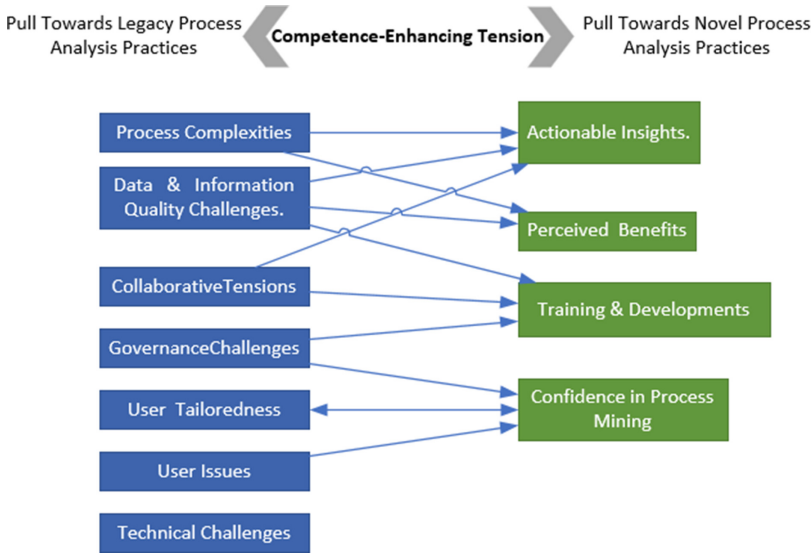 Pull Towards Legacy Process
Analysis Practices
Competence-Enhancing Tension
Pull Towards Novel Process
Analysis Practices
Process Complexities
Data & Information
Quality Challenges.
CollaborativeTensions
GovernanceChallenges
User Tailoredness
User Issues
Technical Challenges
Actionable Insights.
Perceived Benefits
Training & Developments
Confidence in Process
Mining